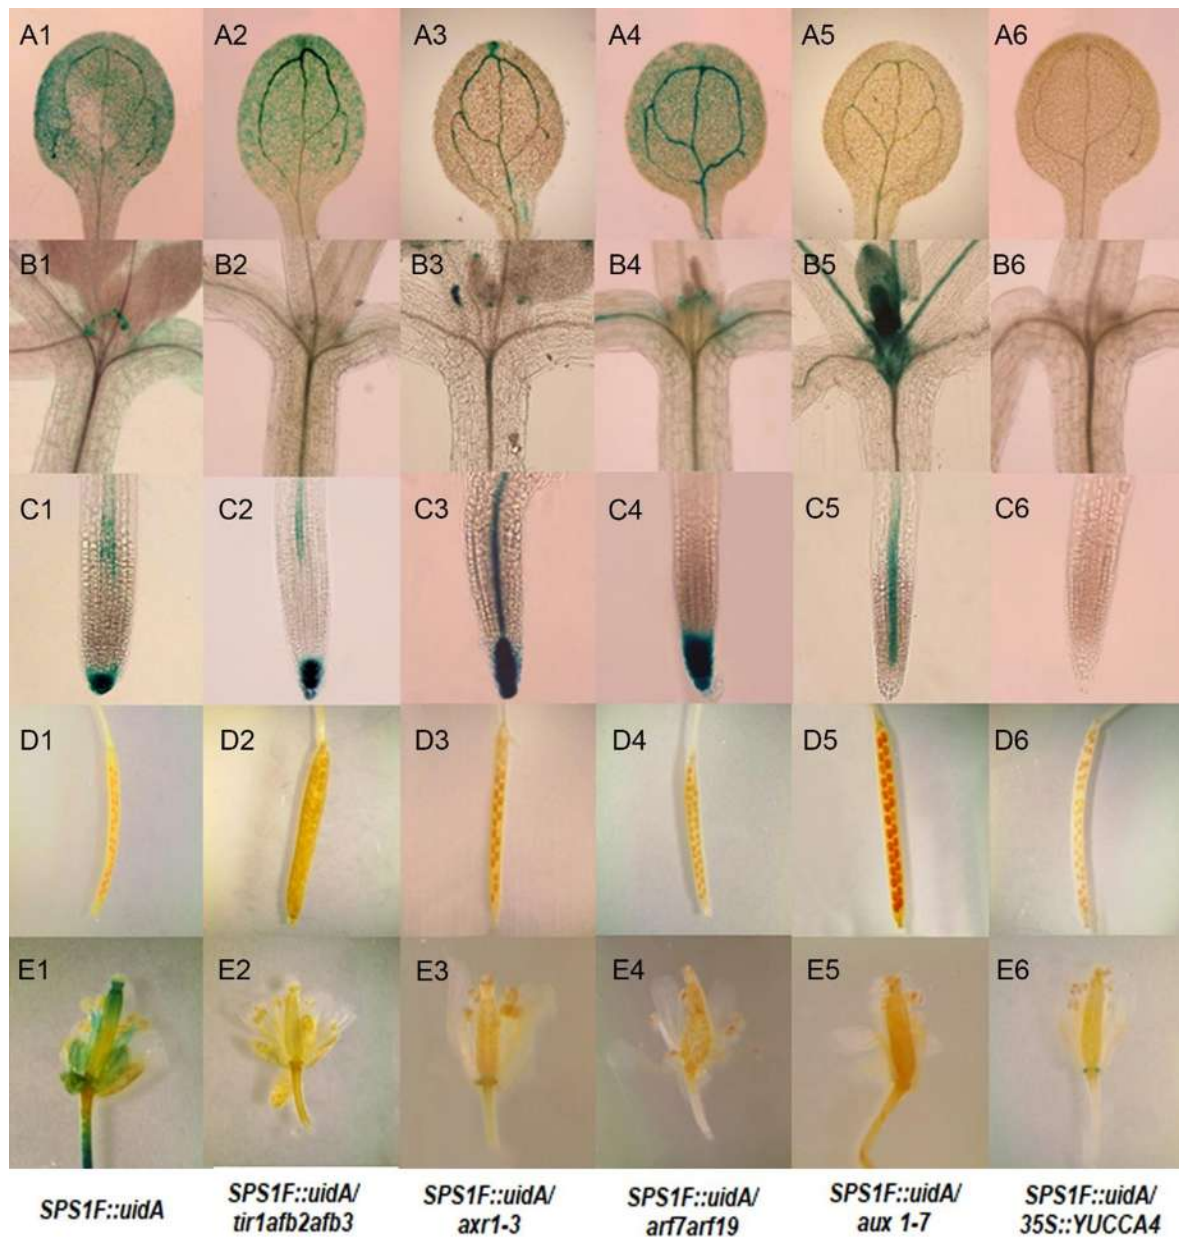 A1 A2 A3 A4 A5 A6
B1 B2 B3 B4 B5 B6
C1 C2 C3 C4 C5 C6
D1 D2 D3 D4 D5 D6
E1 E2 E3 E4 E5 E6
SPS1F::uidA
SPS1F::uidA/
tir1afb2afb3
SPS1F::uidA/
axr1-3
SPS1F::uidA/
arf7arf19
SPS1F::uidA/
aux 1-7
SPS1F::uidA/
35S::YUCCA4